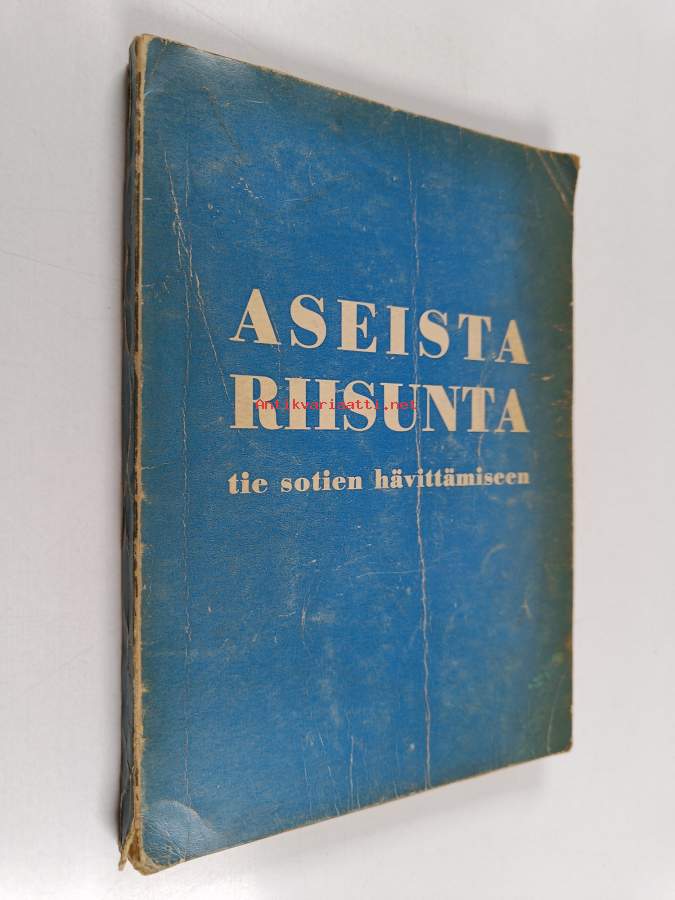 ASEISTA
RIISUNTA
Antikvariaatti.net
tie sotien hävittämiseen